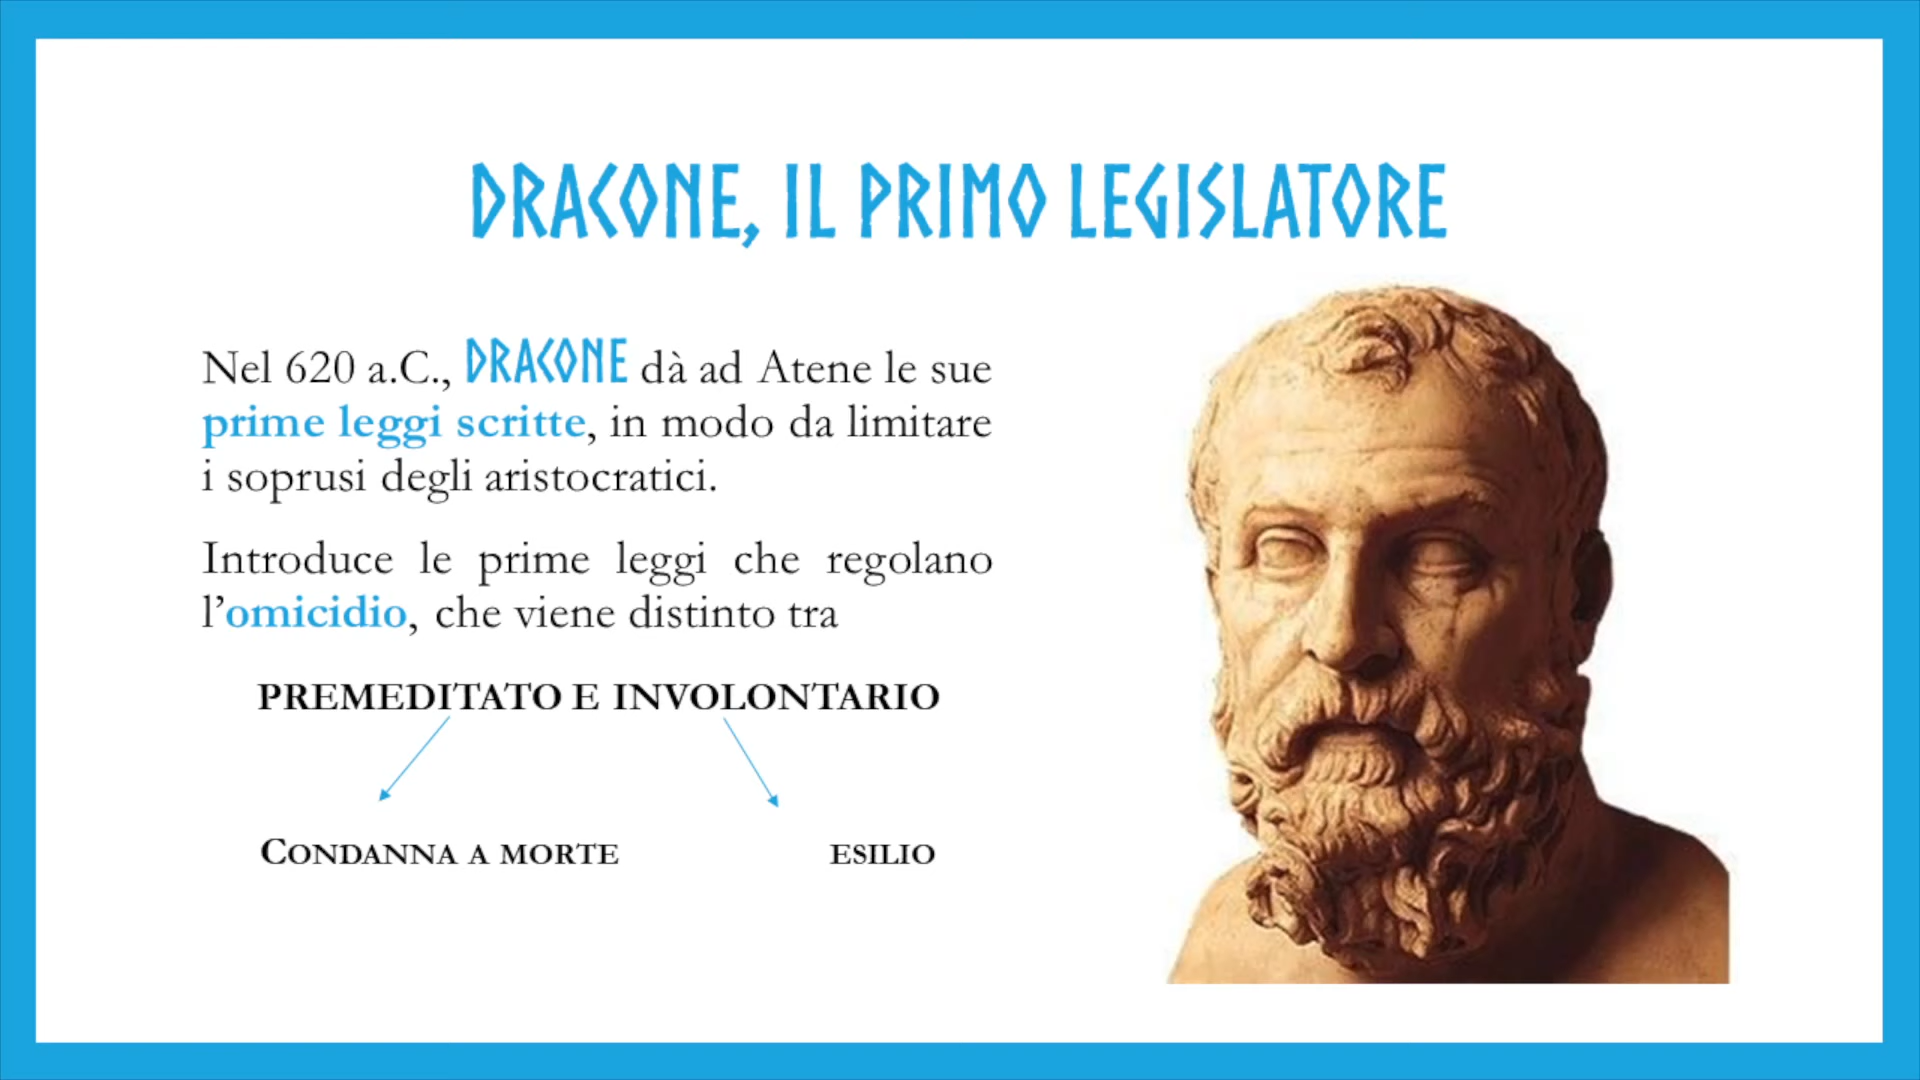 DRACONE, IL PRIMO LEGISLATORE
Nel 620 a.C., DRACONE dà ad Atene le sue
prime leggi scritte, in modo da limitare
i soprusi degli aristocratici.
Introduce le prime leggi che regolano
l’omicidio, che viene distinto tra
PREMEDITATO E INVOLONTARIO
CONDANNA A MORTE ESILIO